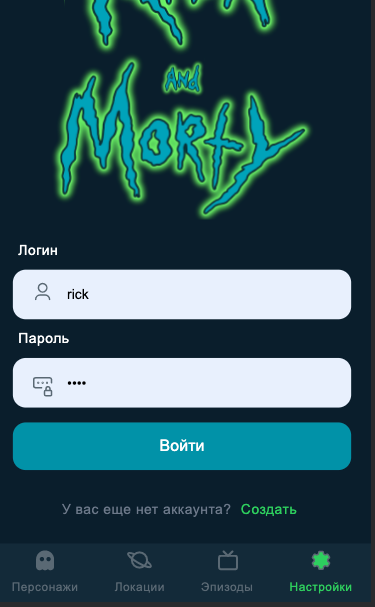 AND
MORTY
Логин
rick
Пароль
••••
Войти
У вас еще нет аккаунта? Создать
Персонажи Локации Эпизоды Настройки